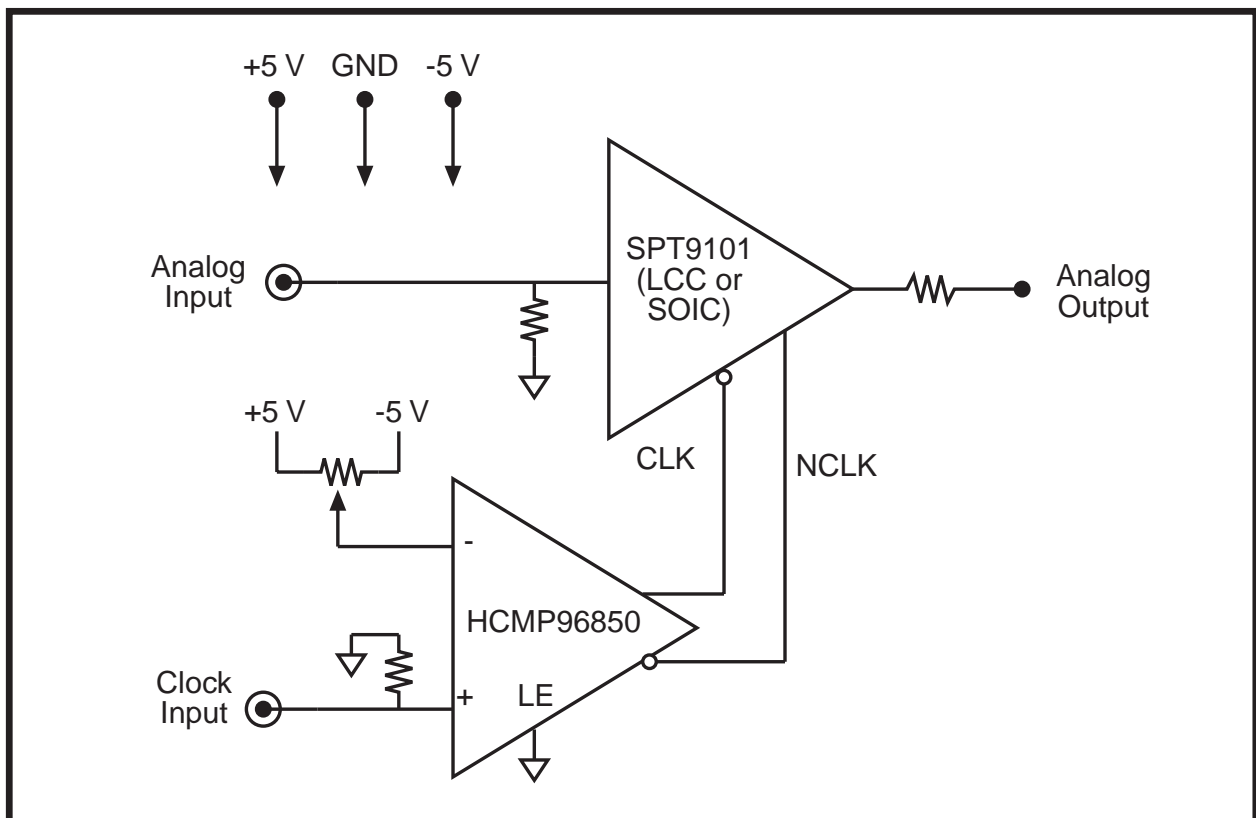 +5 V GND -5 V
Analog
Input
SPT9101
(LCC or
SOIC)
Analog
Output
+5 V -5 V
CLK
NCLK
-
HCMP96850
Clock
Input
+
LE